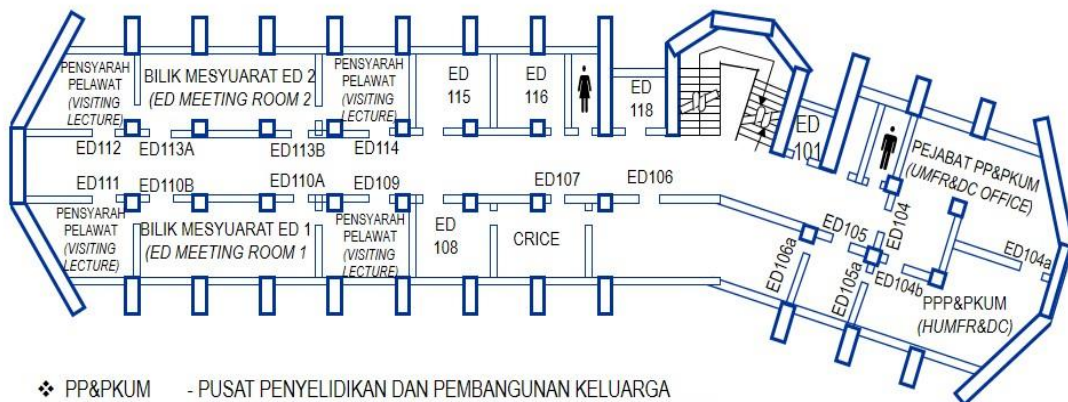 PENSYARAH
PELAWAT
(VISITING
LECTURE)
BILIK MESYUARAT ED 2
(ED MEETING ROOM 2
PENSYARAH
PELAWAT
(VISITING
LECTURE)
ED
115
ED
116
ED
118
ED
101
ED112
ED113A
ED113B
ED114
ED111
ED110B
ED110A
ED109
ED107
ED106
PENSYARAH
PELAWAT
(VISITING
LECTURE)
BILIK MESYUARAT ED 1
(ED MEETING ROOM 1
PENSYARAH
PELAWAT
(VISITING
LECTURE)
ED
108
CRICE
PEJABAT PP&PKUM
(UMFR&DC OFFICE)
ED104
ED105
ED104a
ED106a
ED105a
ED104b
PPP&PKUM
(HUMFR&DC)
❖ PP&PKUM - PUSAT PENYELIDIKAN DAN PEMBANGUNAN KELUARGA